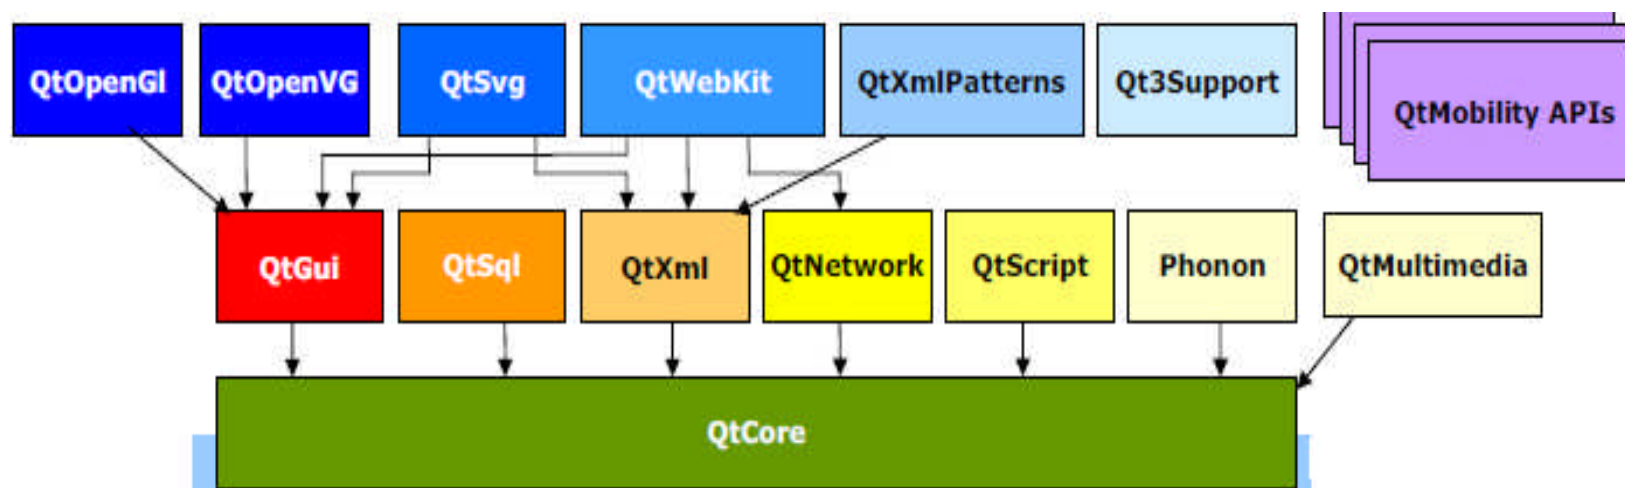 QtOpenGl
QtOpenVG
QtSvg
QtWebKit
QtXmlPatterns
Qt3Support
QtMobility APIs
QtGui
QtSql
QtXml
QtNetwork
QtScript
Phonon
QtMultimedia
QtCore